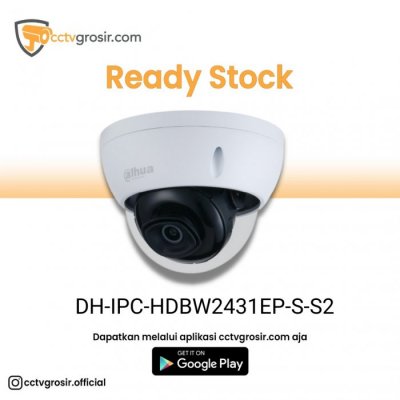 cctvgrosir.com
Ready Stock
alhua
DH-IPC-HDBW2431EP-S-S2
Dapatkan melalui aplikasi cctvgrosir.com aja
GET IT ON
Google Play
cctvgrosir.official